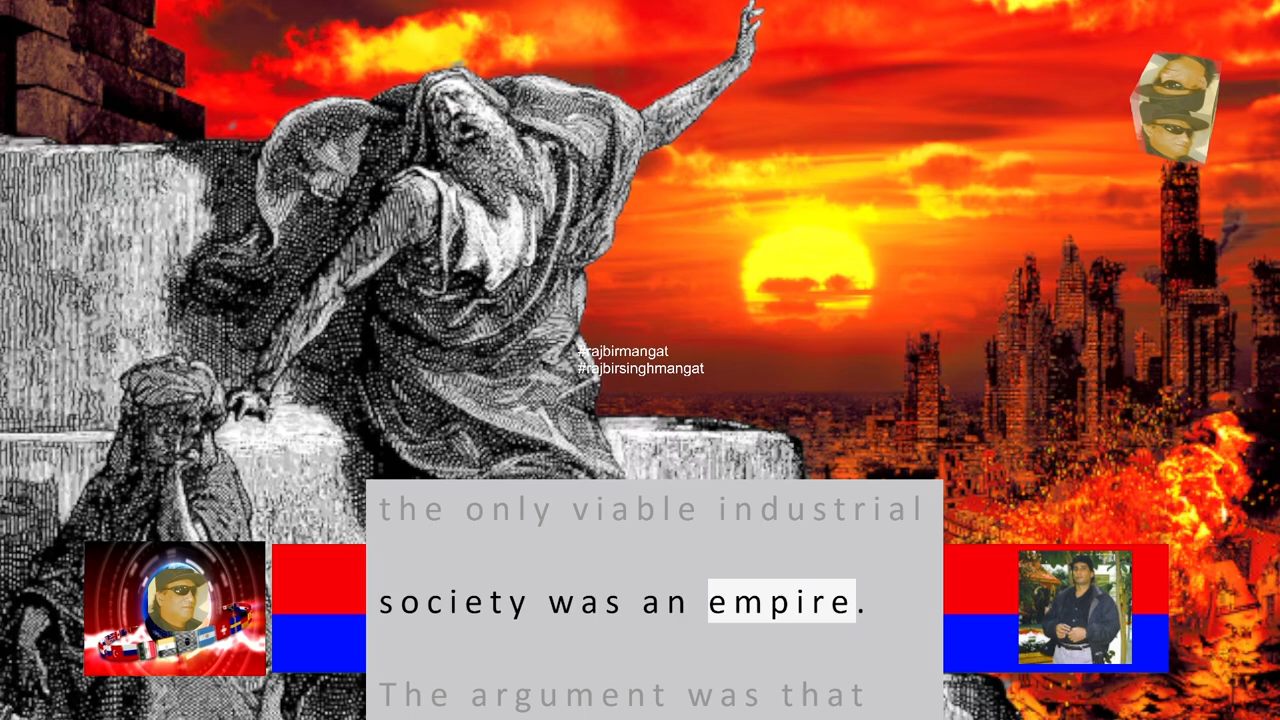 #rajbirmangat
#rajbirsinghmangat
the only viable industrial
society was an empire.
The argument was that